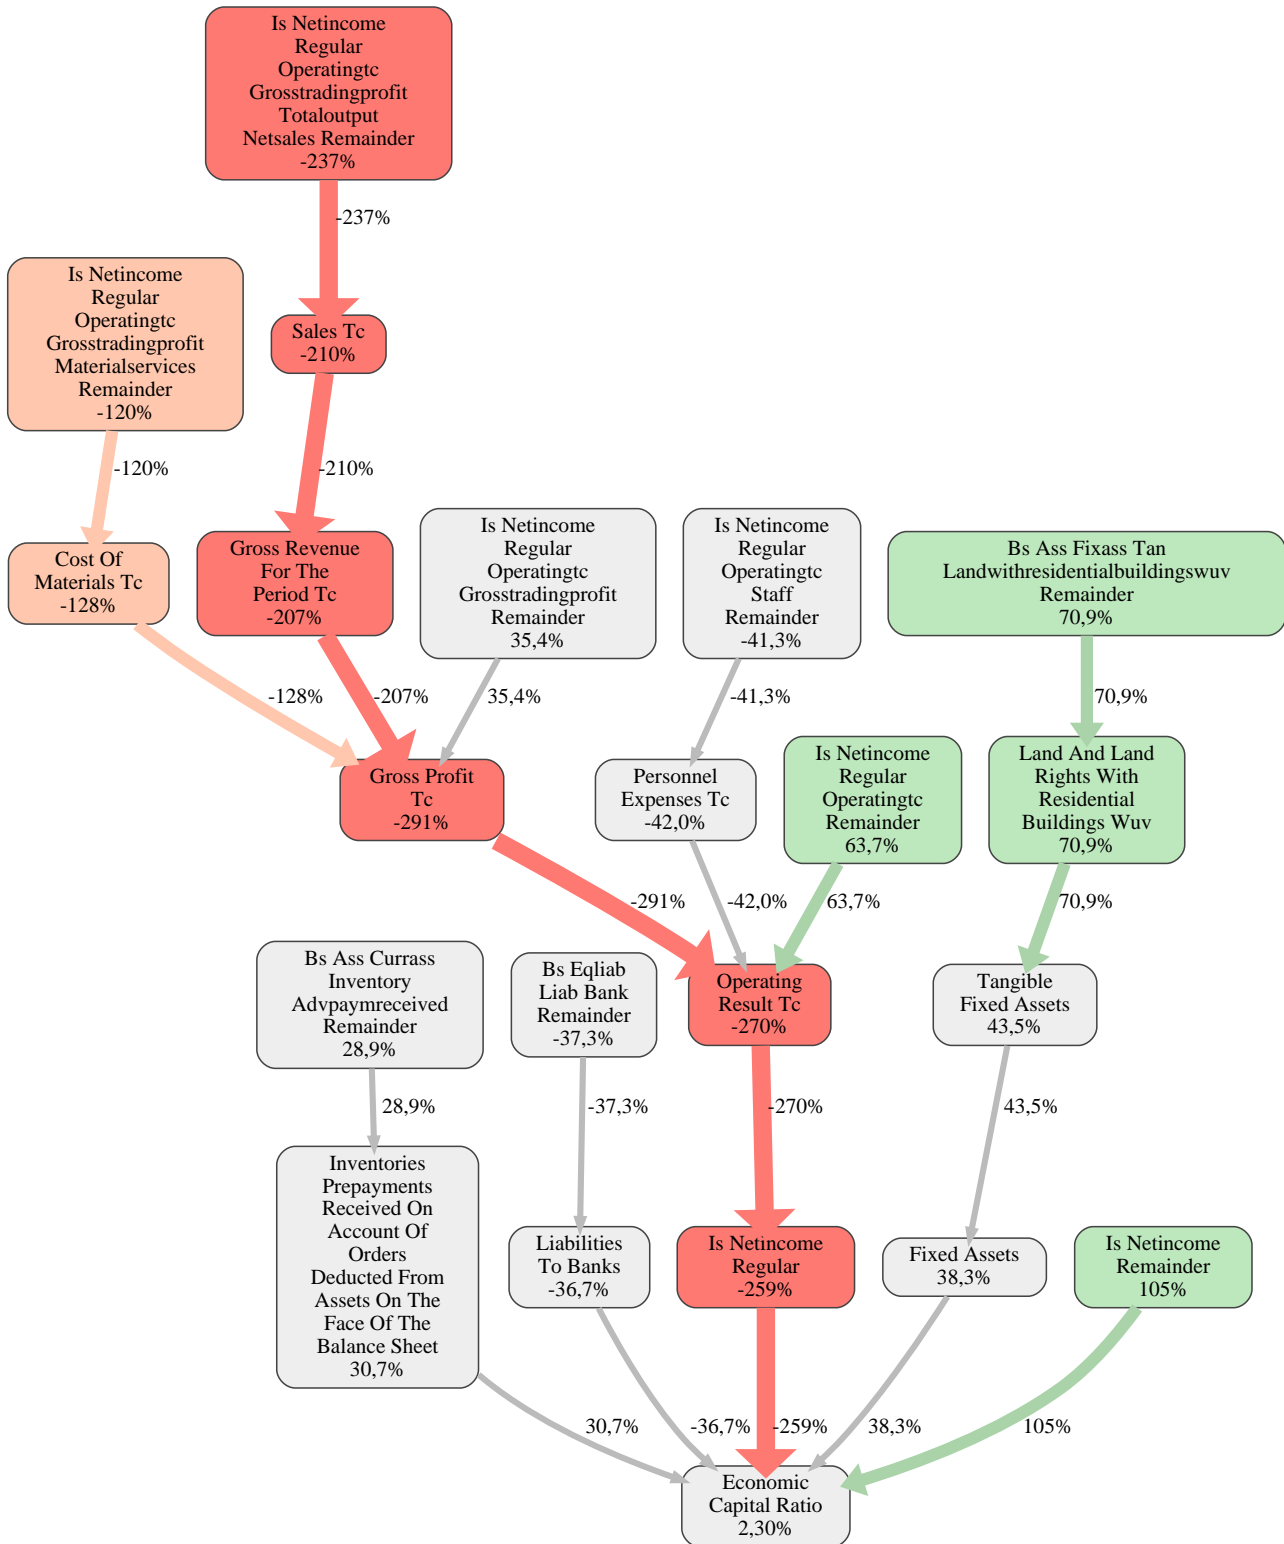 Is Netincome
Regular
Operatingtc
Grosstradingprofit
Totaloutput
Netsales Remainder
-237%
-237%
Is Netincome
Regular
Operatingtc
Grosstradingprofit
Materialservices
Remainder
-120%
Sales Tc
-210%
-120%
-210%
Cost Of
Materials Tc
-128%
Gross Revenue
For The
Period Tc
-207%
Is Netincome
Regular
Operatingtc
Grosstradingprofit
Remainder
35,4%
Is Netincome
Regular
Operatingtc
Staff
Remainder
-41,3%
Bs Ass Fixass Tan
Landwithresidentialbuildingswuv
Remainder
70,9%
-128%
-207%
35,4%
-41,3%
70,9%
Gross Profit
Tc
-291%
Personnel
Expenses Tc
-42,0%
Is Netincome
Regular
Operatingtc
Remainder
63,7%
Land And Land
Rights With
Residential
Buildings Wuv
70,9%
-291%
-42,0%
63,7%
70,9%
Bs Ass Currass
Inventory
Advpaymreceived
Remainder
28,9%
Bs Eqliab
Liab Bank
Remainder
-37,3%
Operating
Result Tc
-270%
Tangible
Fixed Assets
43,5%
28,9%
-37,3%
-270%
43,5%
Inventories
Prepayments
Received On
Account Of
Orders
Deducted From
Assets On The
Face Of The
Balance Sheet
30,7%
Liabilities
To Banks
-36,7%
Is Netincome
Regular
-259%
Fixed Assets
38,3%
Is Netincome
Remainder
105%
30,7%
-36,7%
-259%
38,3%
105%
Economic
Capital Ratio
2,30%